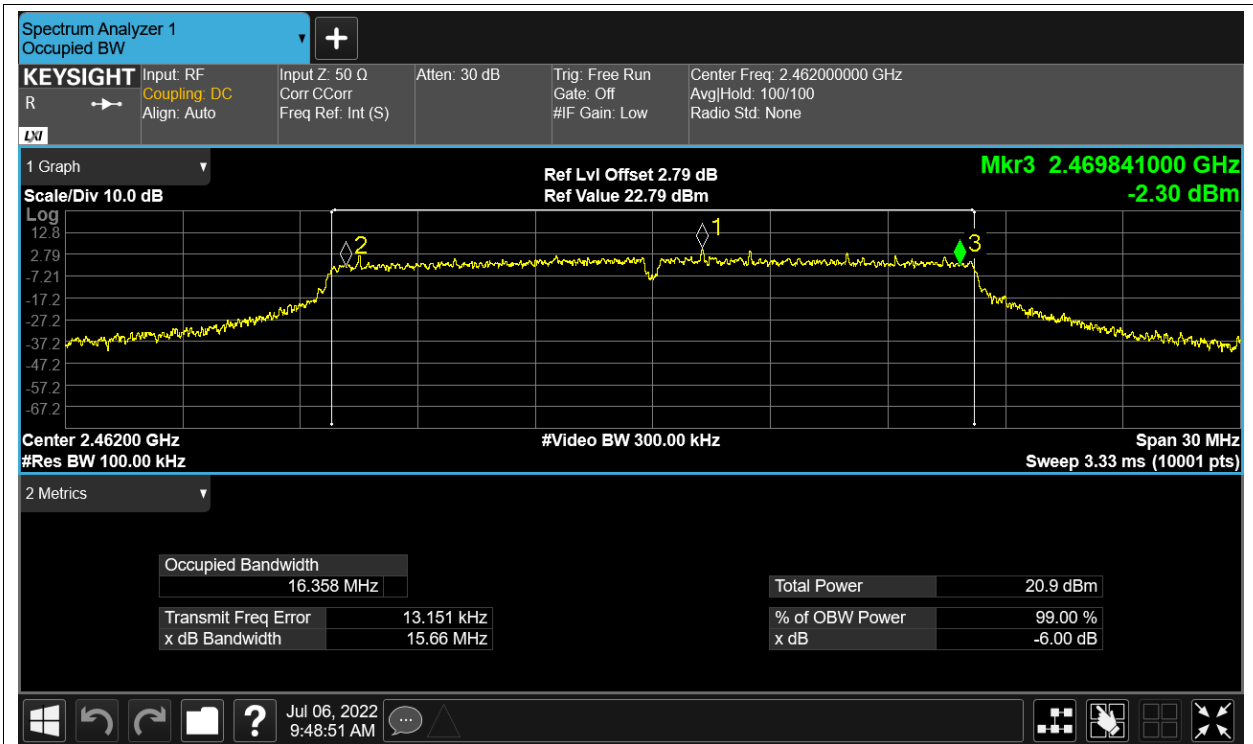 Spectrum Analyzer 1
Occupied BW
KEYSIGHT
R
LXI
Input: RF
Coupling: DC
Align: Auto
Input Z: 50 Ω
Corr CCorr
Freq Ref: Int (S)
Atten: 30 dB
Trig: Free Run
Gate: Off
#IF Gain: Low
Center Freq: 2.462000000 GHz
Avg|Hold: 100/100
Radio Std: None
1 Graph
Scale/Div 10.0 dB
Ref Lvl Offset 2.79 dB
Ref Value 22.79 dBm
Mkr3 2.469841000 GHz
-2.30 dBm
Log
12.8
2.79
-7.21
-17.2
-27.2
-37.2
-47.2
-57.2
-67.2
2
1
3
Center 2.46200 GHz
#Res BW 100.00 kHz
#Video BW 300.00 kHz
Span 30 MHz
Sweep 3.33 ms (10001 pts)
2 Metrics
Occupied Bandwidth
16.358 MHz
Transmit Freq Error 13.151 kHz
x dB Bandwidth 15.66 MHz
Total Power 20.9 dBm
% of OBW Power 99.00 %
x dB -6.00 dB
?
Jul 06, 2022
9:48:51 AM